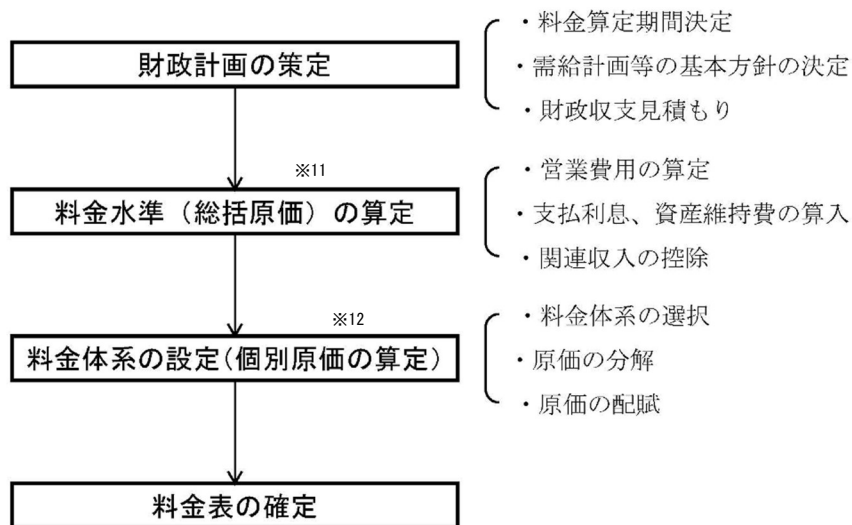 財政計画の策定
・料金算定期間決定
・需給計画等の基本方針の決定
・財政収支見積もり
※11
料金水準（総括原価）の算定
・営業費用の算定
・支払利息、資産維持費の算入
・関連収入の控除
※12
料金体系の設定(個別原価の算定)
・料金体系の選択
・原価の分解
・原価の配賦
料金表の確定